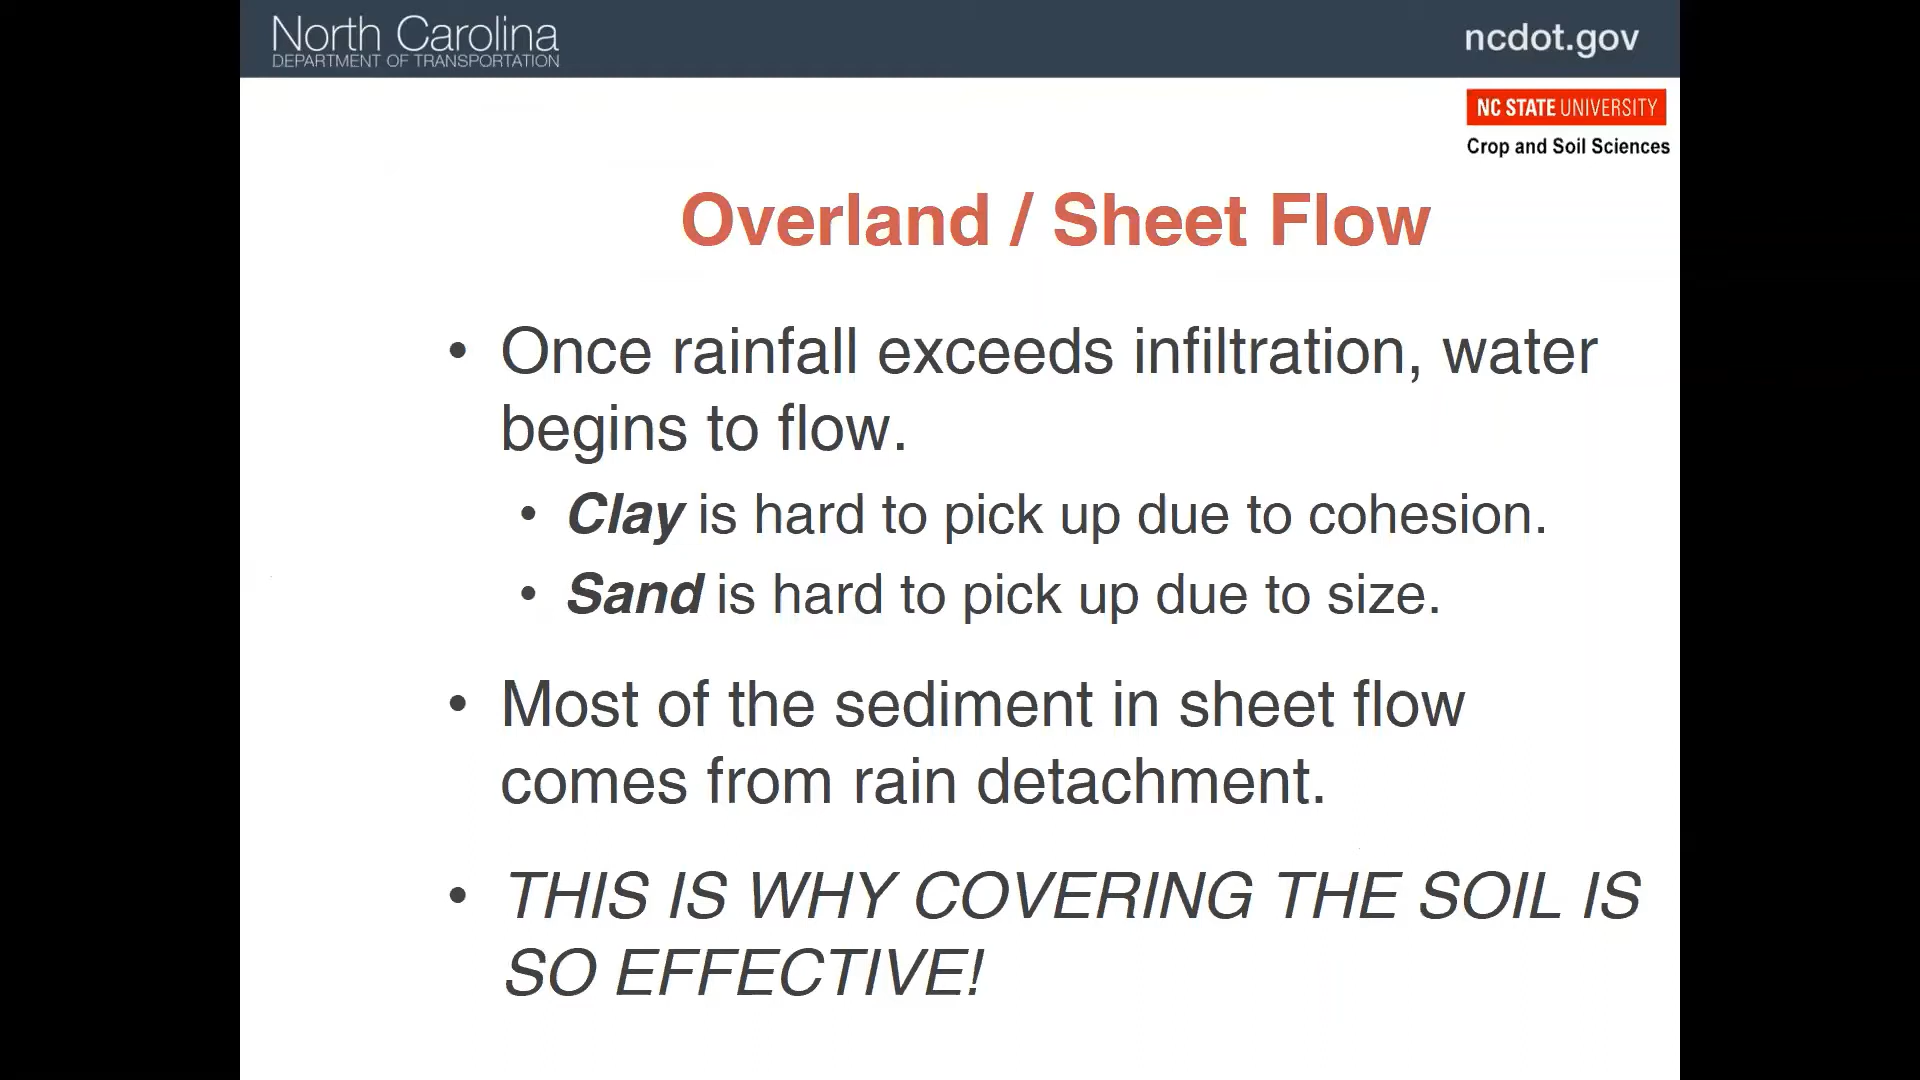 North Carolina
DEPARTMENT OF TRANSPORTATION
ncdot.gov
NC STATE UNIVERSITY
Crop and Soil Sciences
Overland / Sheet Flow
• Once rainfall exceeds infiltration, water
begins to flow.
• Clay is hard to pick up due to cohesion.
• Sand is hard to pick up due to size.
• Most of the sediment in sheet flow
comes from rain detachment.
• THIS IS WHY COVERING THE SOIL IS
SO EFFECTIVE!